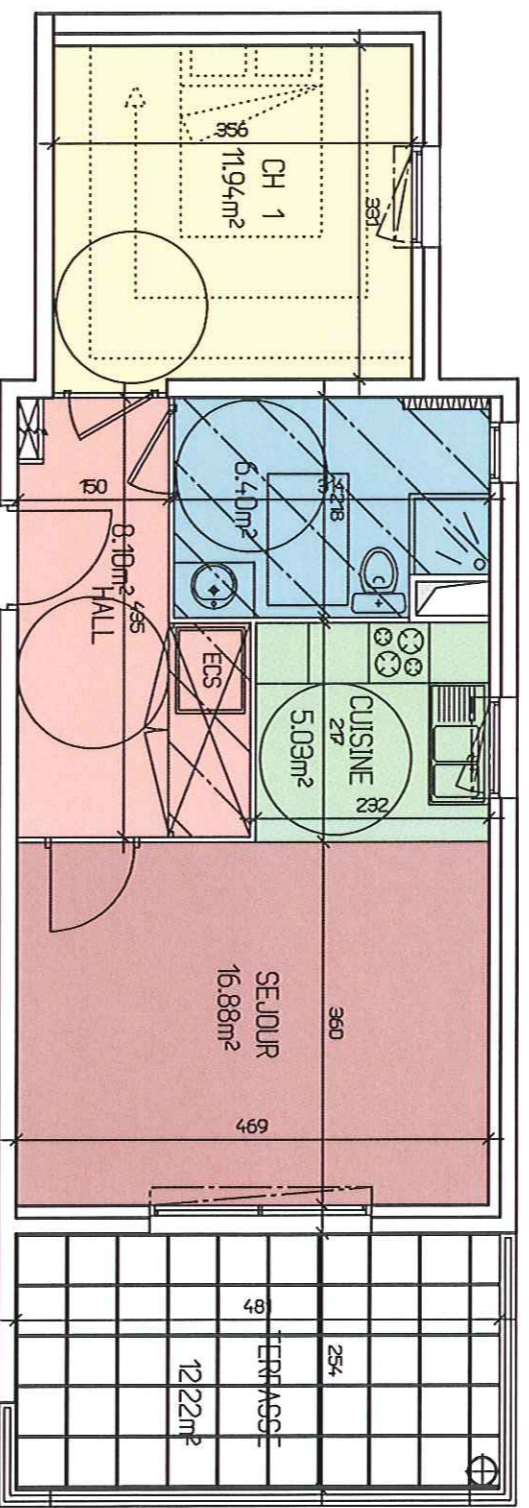 356
CH 1
11.94m²
331
150
8.10m²
495
HALL
6.40m²
218
ECS
CUISINE
217
5.03m²
232
SEJOUR
16.88m²
360
469
481
TERRASSE
254
12.22m²